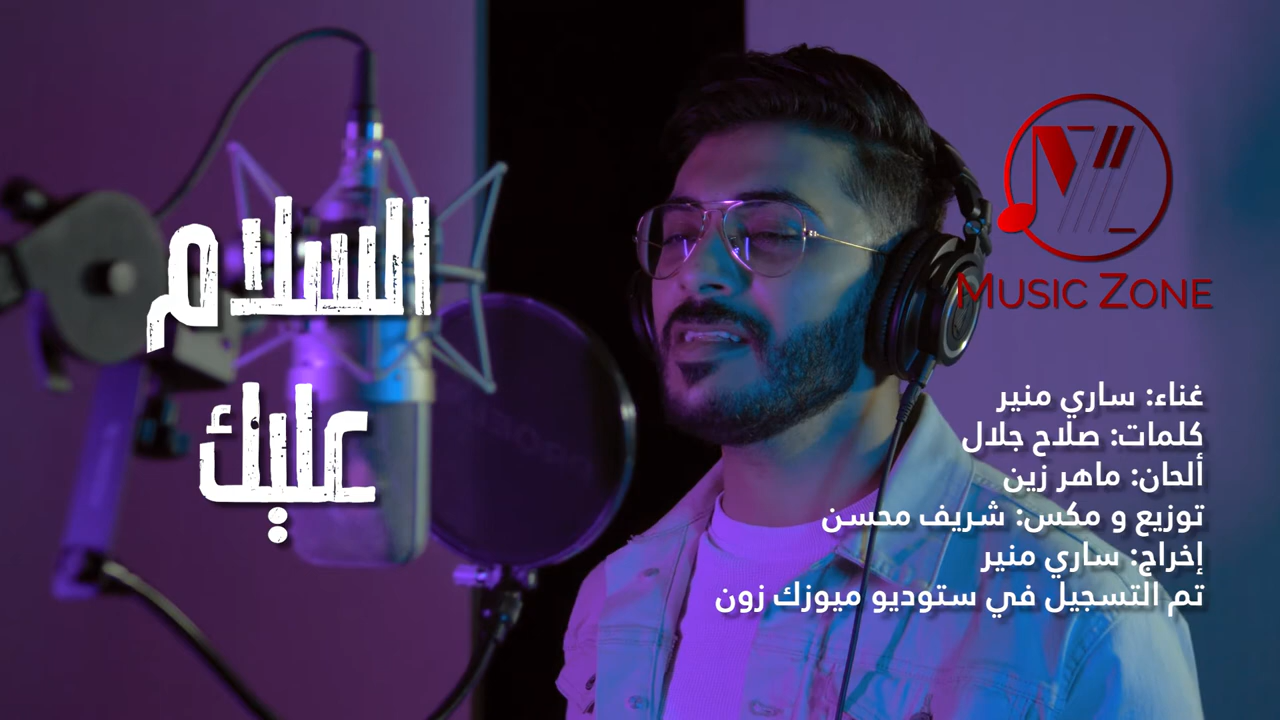 السلام
عليك
MUSIC ZONE
غناء: ساري منير
كلمات: صلاح جلال
ألحان: ماهر زين
توزيع و مكس: شريف محسن
إخراج: ساري منير
تم التسجيل في ستوديو ميوزك زون